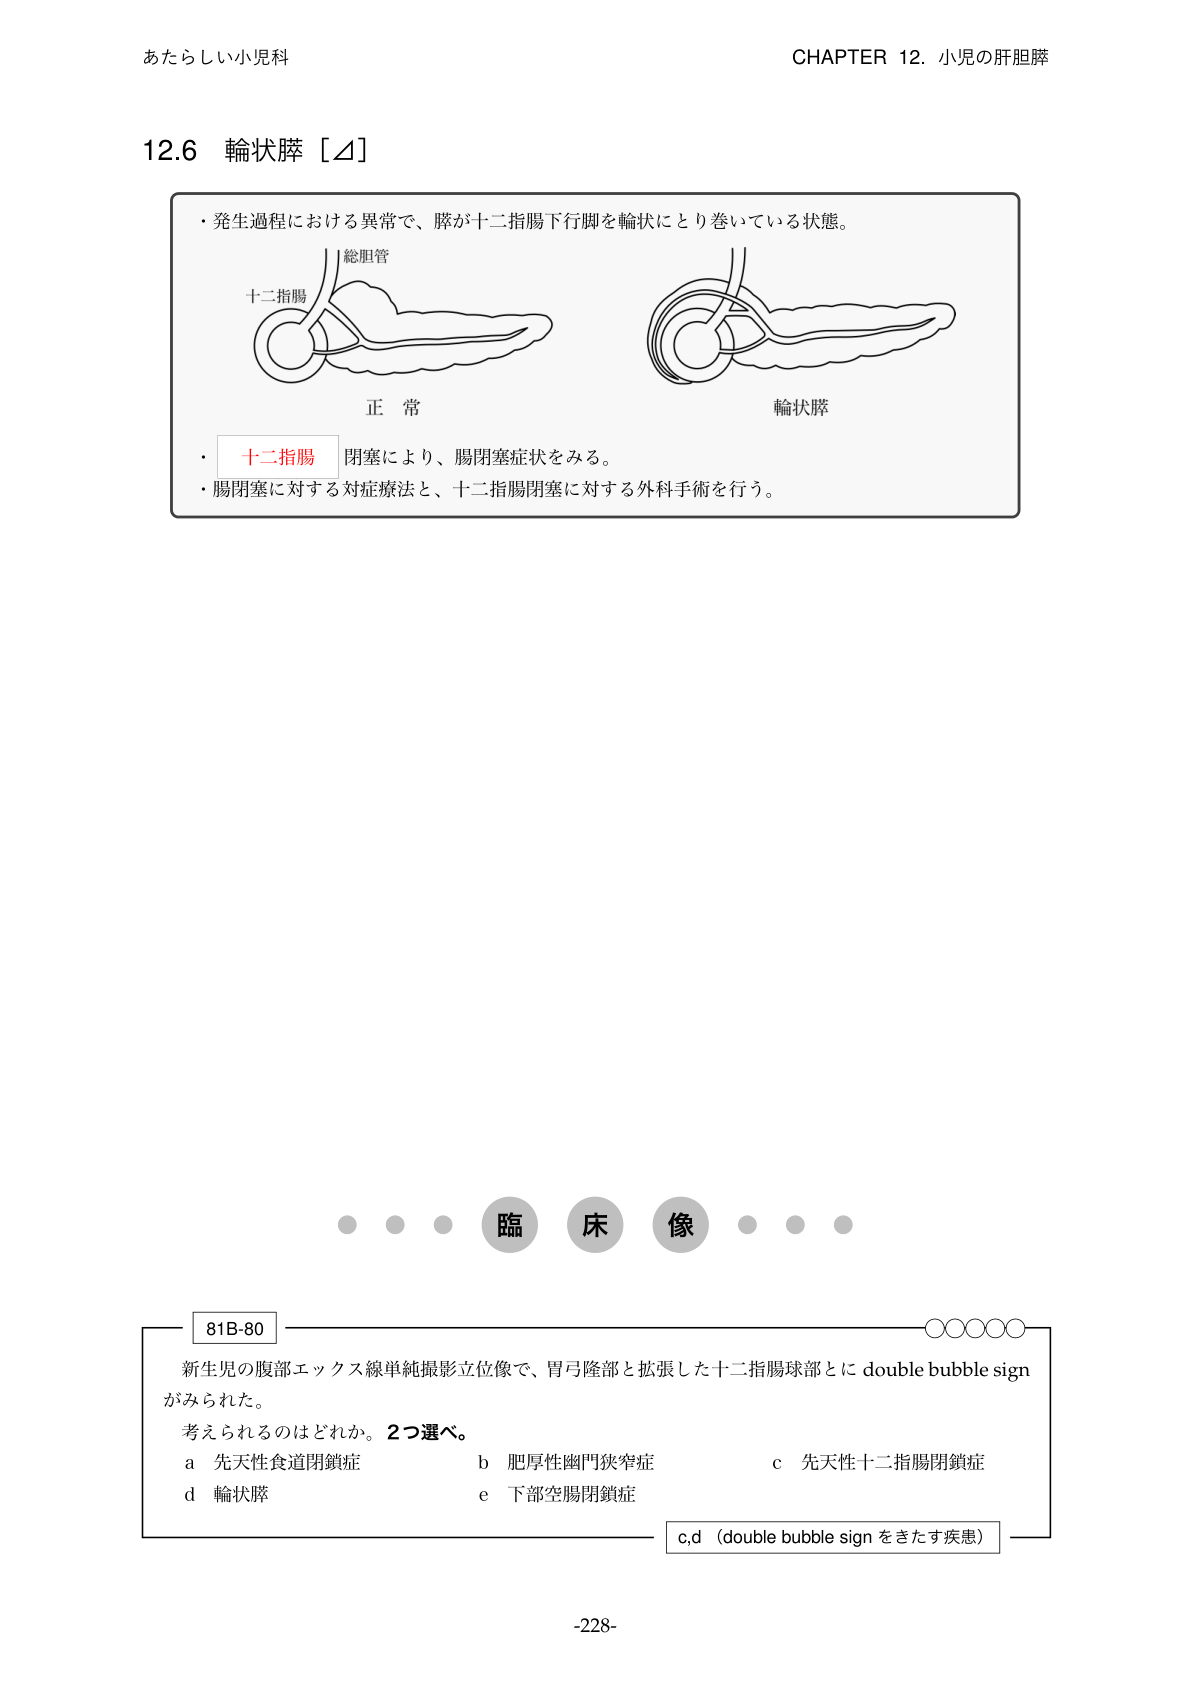 あたらしい小児科
CHAPTER 12. 小児の肝胆膵
12.6 輪状膵［⊿］
・発生過程における異常で、膵が十二指腸下行脚を輪状にとり巻いている状態。
総胆管
十二指腸
正 常
輪状膵
・ 十二指腸 閉塞により、腸閉塞症状をみる。
・腸閉塞に対する対症療法と、十二指腸閉塞に対する外科手術を行う。
臨 床 像
81B-80
○○○○○
新生児の腹部エックス線単純撮影立位像で、胃弓隆部と拡張した十二指腸球部とに double bubble sign
がみられた。
考えられるのはどれか。2つ選べ。
a 先天性食道閉鎖症 b 肥厚性幽門狭窄症 c 先天性十二指腸閉鎖症
d 輪状膵 e 下部空腸閉鎖症
c,d （double bubble sign をきたす疾患）
-228-